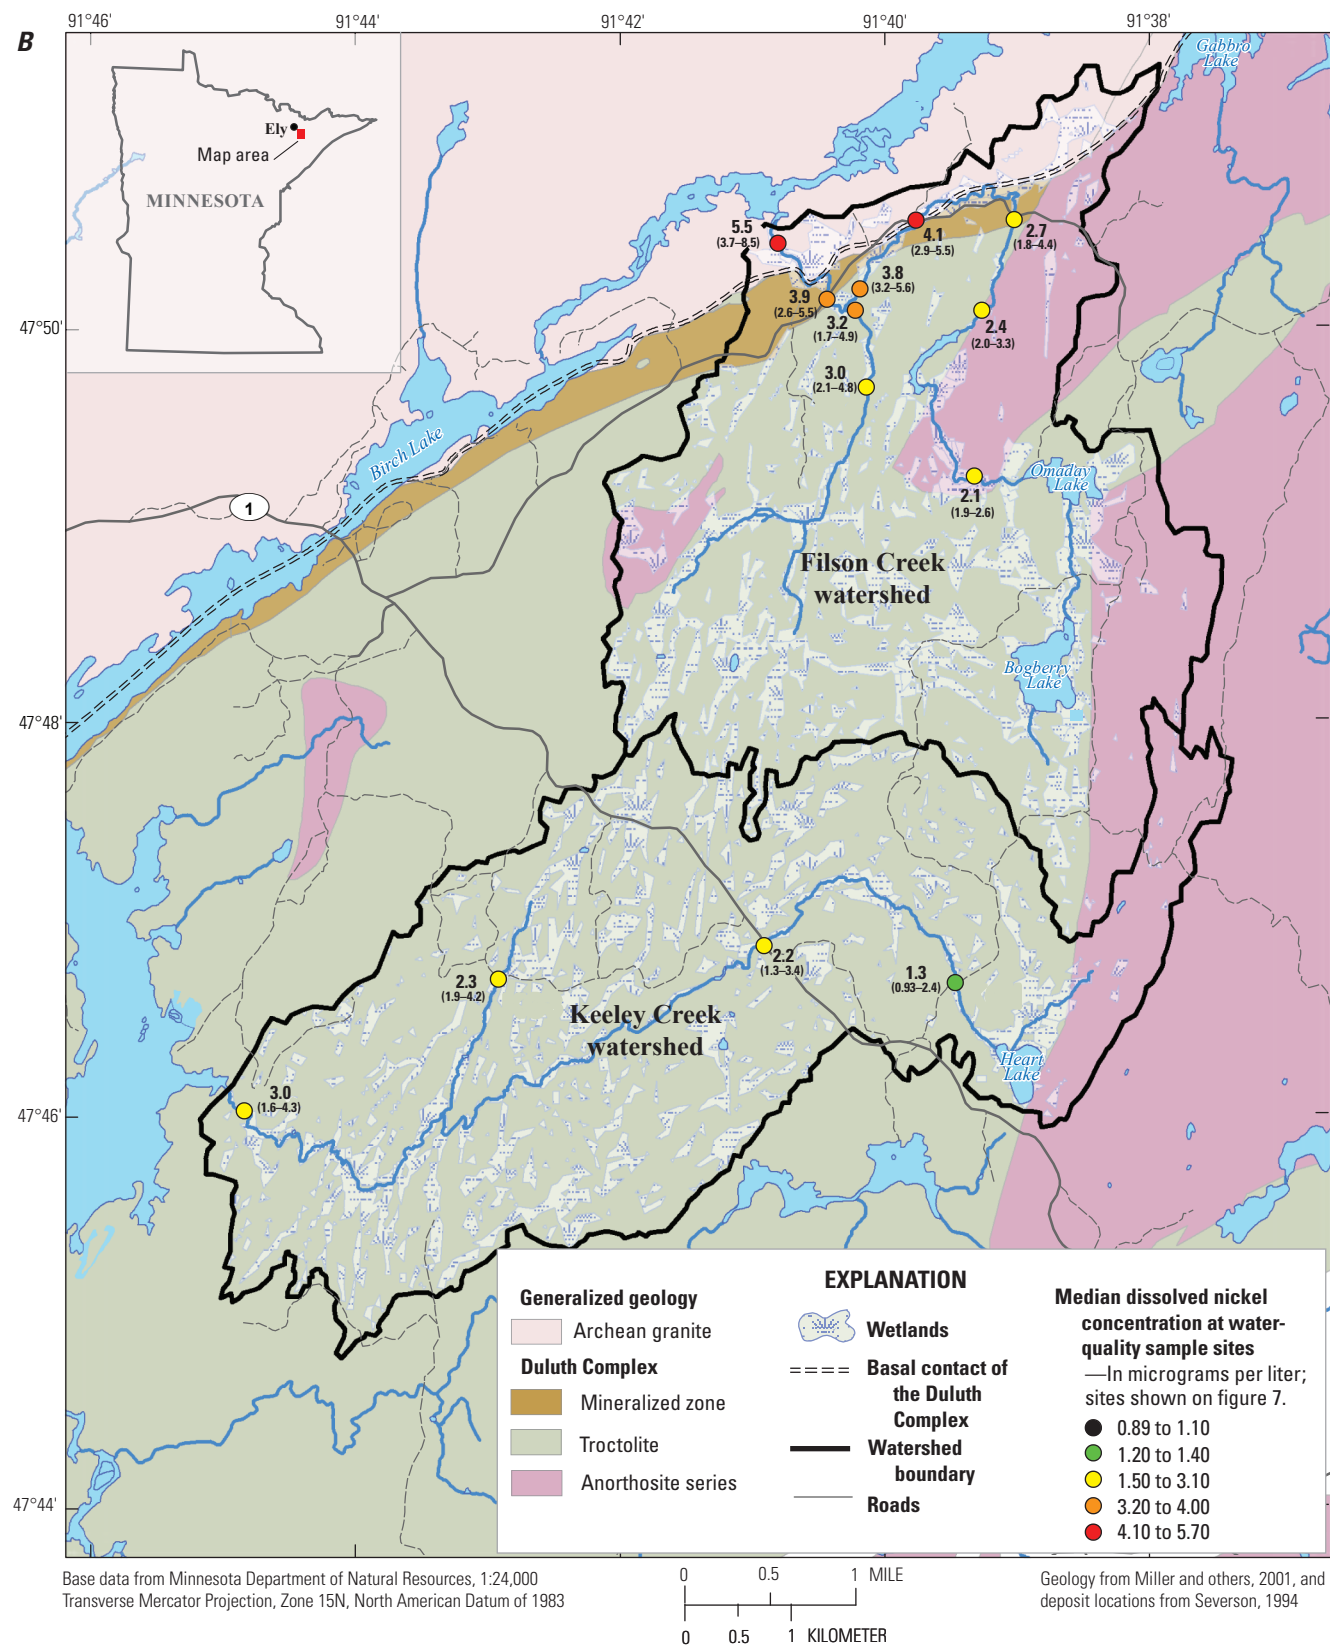 B
91°46'
91°44'
91°42'
91°40'
91°38'
Gabbro
Lake
Ely
Map area
MINNESOTA
5.5
(3.7–8.5)
4.1
(2.9–5.5)
2.7
(1.8–4.4)
3.8
(3.2–5.6)
3.9
(2.6–5.5)
3.2
(1.7–4.9)
2.4
(2.0–3.3)
47°50'
3.0
(2.1–4.8)
Birch Lake
Omaday
Lake
2.1
(1.9–2.6)
1
Filson Creek
watershed
Bogberry
Lake
47°48'
2.2
(1.3–3.4)
2.3
(1.9–4.2)
1.3
(0.93–2.4)
Keeley Creek
watershed
Heart
Lake
3.0
(1.6–4.3)
47°46'
47°44'
EXPLANATION
Generalized geology
Archean granite
Duluth Complex
Mineralized zone
Troctolite
Anorthosite series
Wetlands
Basal contact of
the Duluth
Complex
Watershed
boundary
Roads
Median dissolved nickel
concentration at water-
quality sample sites
—In micrograms per liter;
sites shown on figure 7.
0.89 to 1.10
1.20 to 1.40
1.50 to 3.10
3.20 to 4.00
4.10 to 5.70
Base data from Minnesota Department of Natural Resources, 1:24,000
Transverse Mercator Projection, Zone 15N, North American Datum of 1983
0 0.5 1 MILE
0 0.5 1 KILOMETER
Geology from Miller and others, 2001, and
deposit locations from Severson, 1994